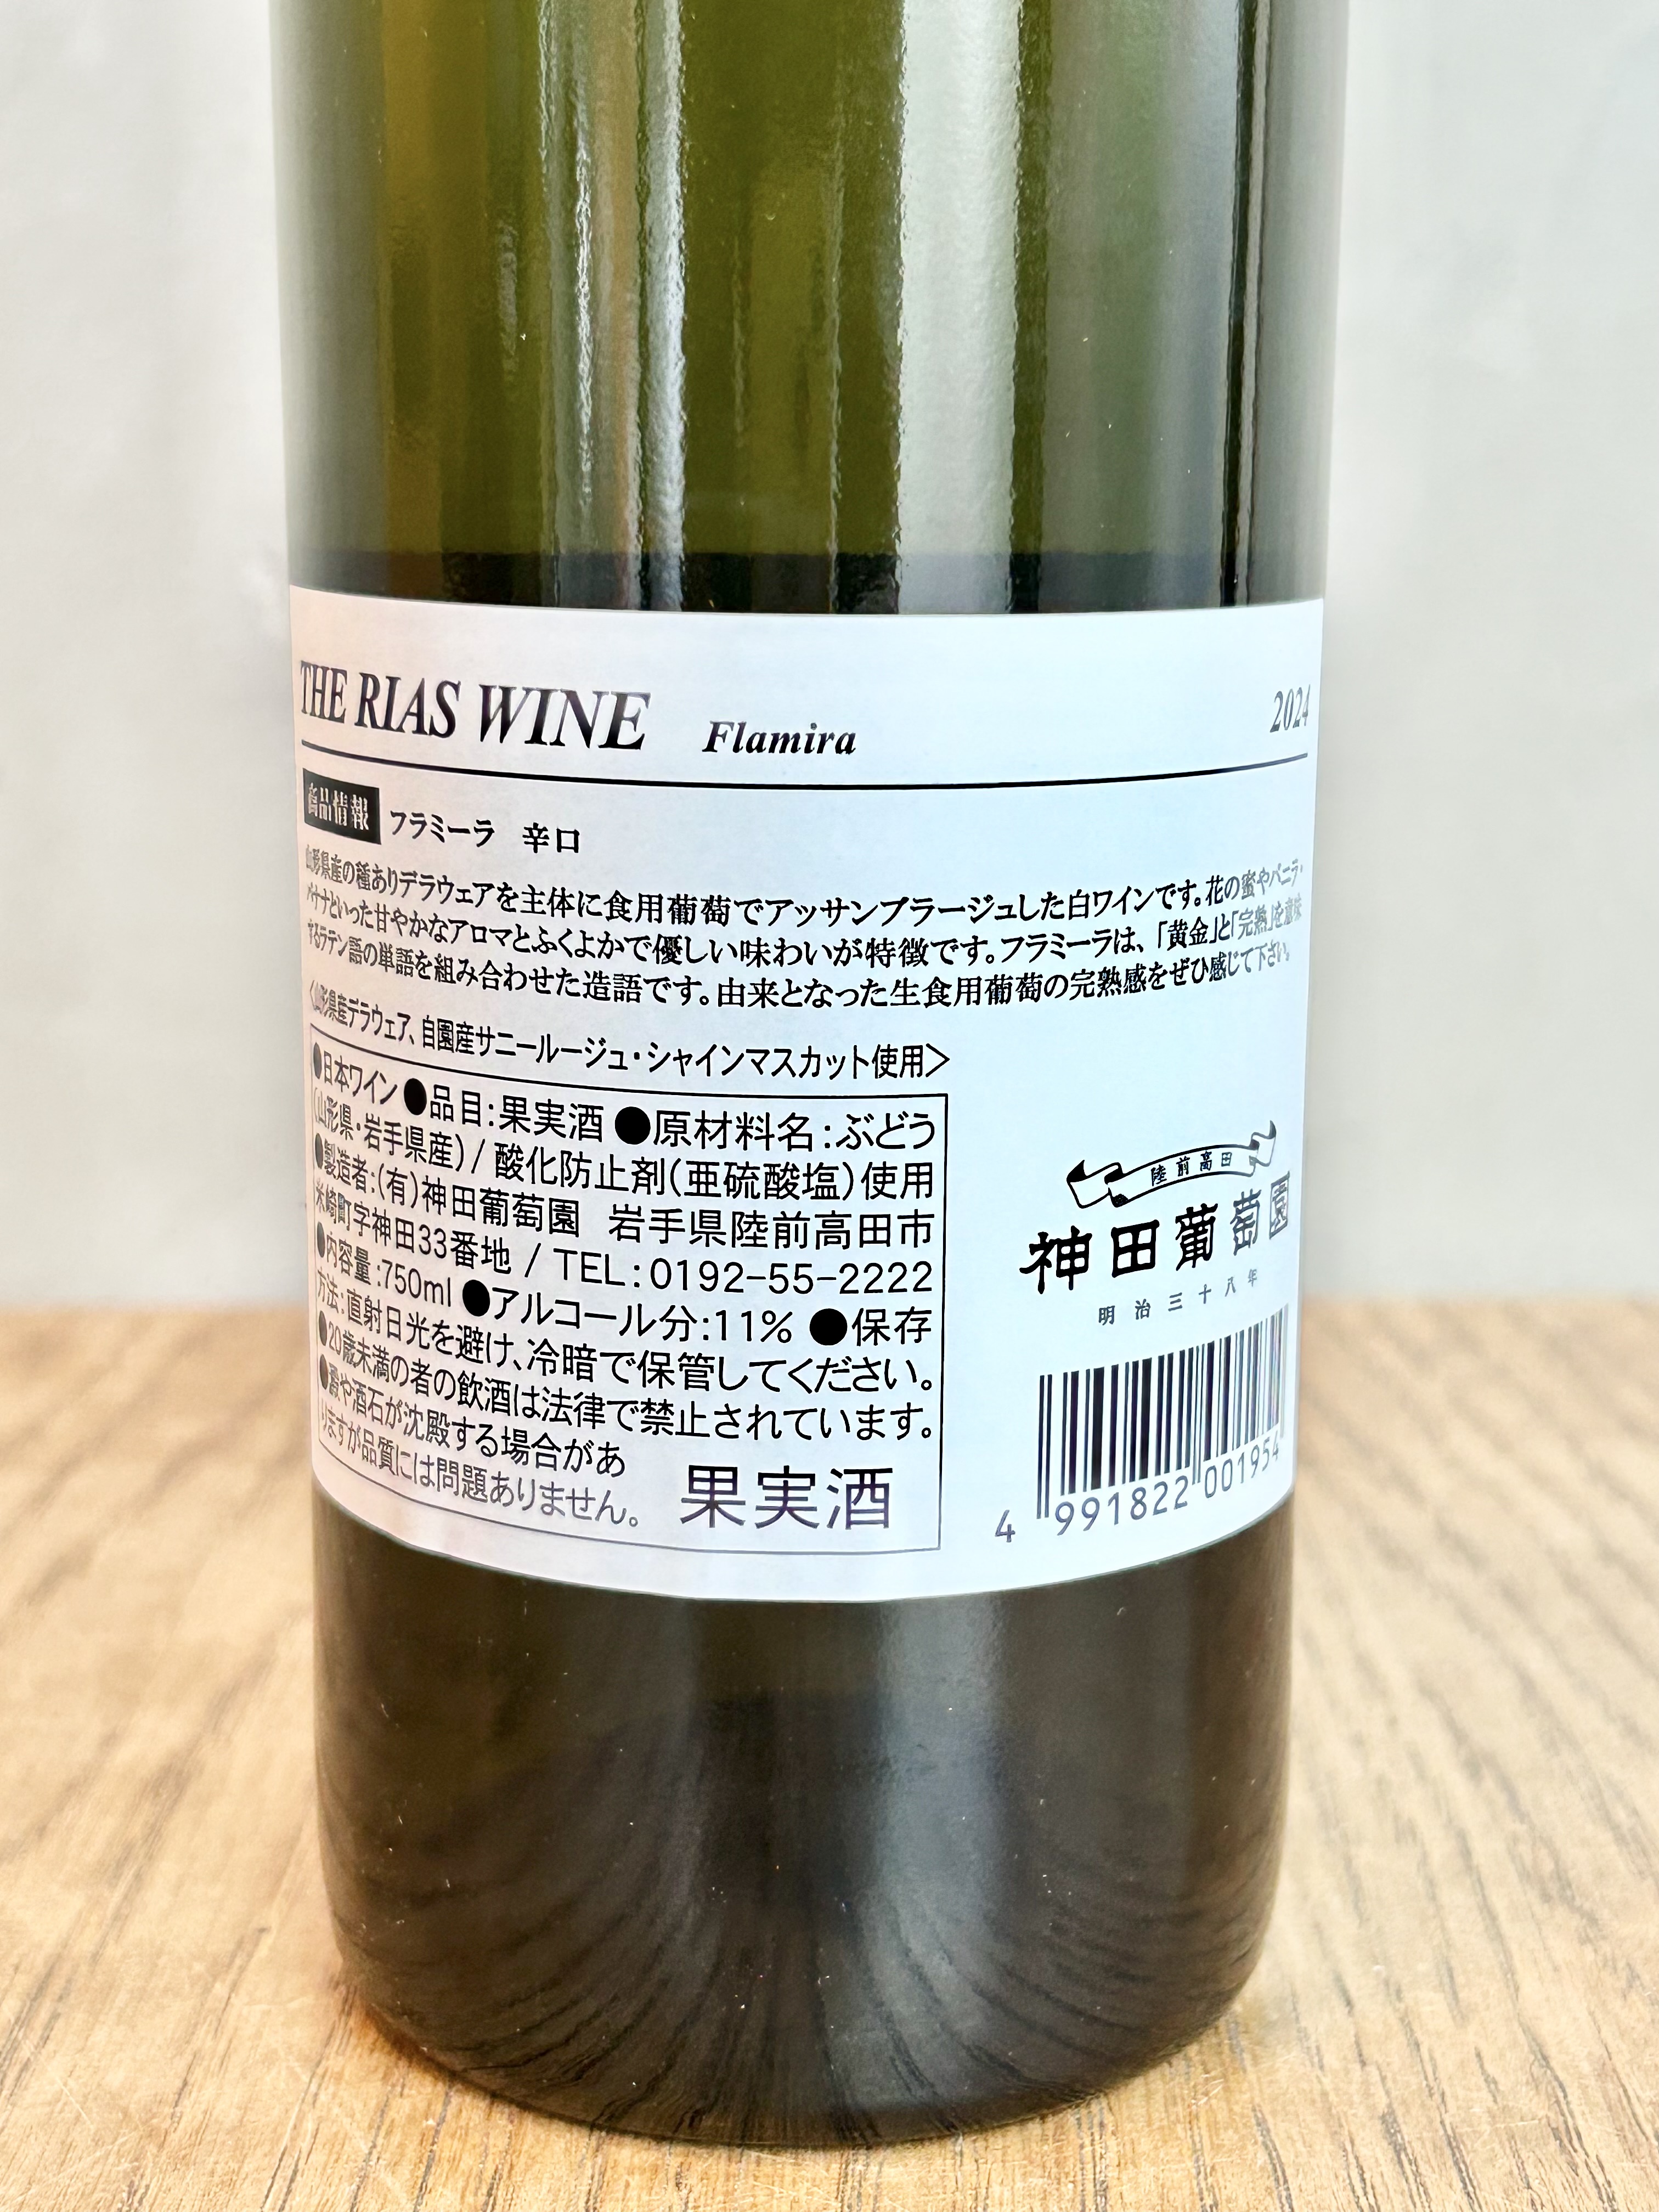 THE RIAS WINE Flamira 2024
商品情報 フラミーラ 辛口
山形県産の種ありデラウェアを主体に食用葡萄でアッサンブラージュした白ワインです。花の蜜やバニラ・
バナナといった甘やかなアロマとふくよかで優しい味わいが特徴です。フラミーラは、「黄金」と「完熟」を意味
するラテン語の単語を組み合わせた造語です。由来となった生食用葡萄の完熟感をぜひ感じて下さい。
<山形県産デラウェア、自園産サニールージュ・シャインマスカット使用>
●日本ワイン ●品目:果実酒 ●原材料名:ぶどう
(山形県・岩手県産)/酸化防止剤(亜硫酸塩)使用
●製造者:(有)神田葡萄園 岩手県陸前高田市
米崎町字神田33番地 / TEL:0192-55-2222
●内容量:750ml ●アルコール分:11% ●保存
方法:直射日光を避け、冷暗で保管してください。
●20歳未満の者の飲酒は法律で禁止されています。
●澱や酒石が沈殿する場合があ
りますが品質には問題ありません。
果実酒
陸前高田
神田葡萄園
明治三十八年
4 991822 001954